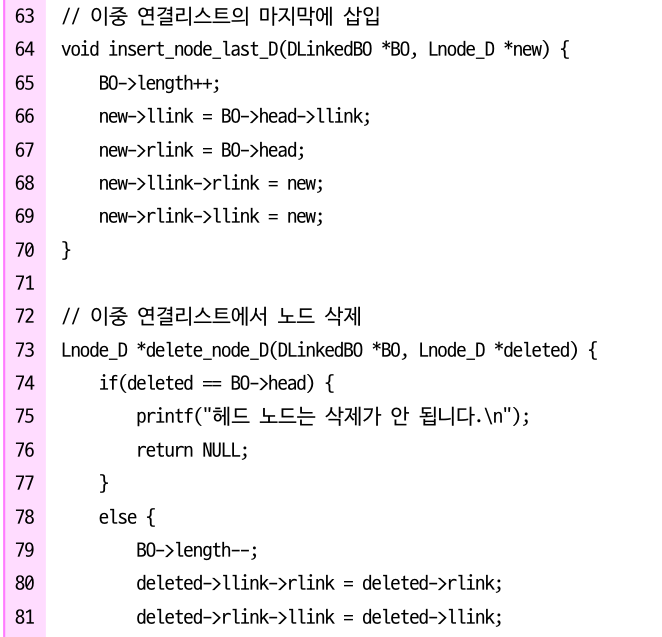 63 // 이중 연결리스트의 마지막에 삽입
64 void insert_node_last_D(DLinkedBO *BO, Lnode_D *new) {
65     BO->length++;
66     new->llink = BO->head->llink;
67     new->rlink = BO->head;
68     new->llink->rlink = new;
69     new->rlink->llink = new;
70 }
71
72 // 이중 연결리스트에서 노드 삭제
73 Lnode_D *delete_node_D(DLinkedBO *BO, Lnode_D *deleted) {
74     if(deleted == BO->head) {
75         printf("헤드 노드는 삭제가 안 됩니다.\n");
76         return NULL;
77     }
78     else {
79         BO->length--;
80         deleted->llink->rlink = deleted->rlink;
81         deleted->rlink->llink = deleted->llink;